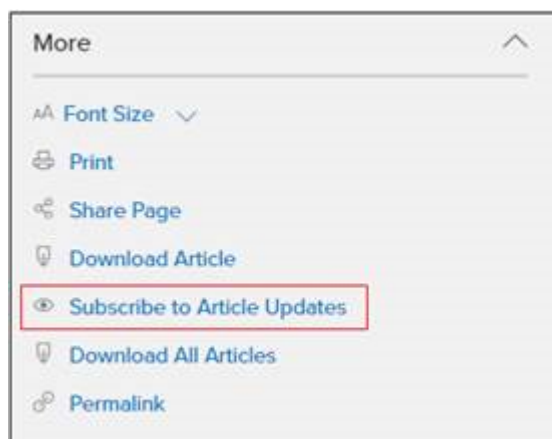 More
AA Font Size
Print
Share Page
Download Article
Subscribe to Article Updates
Download All Articles
Permalink